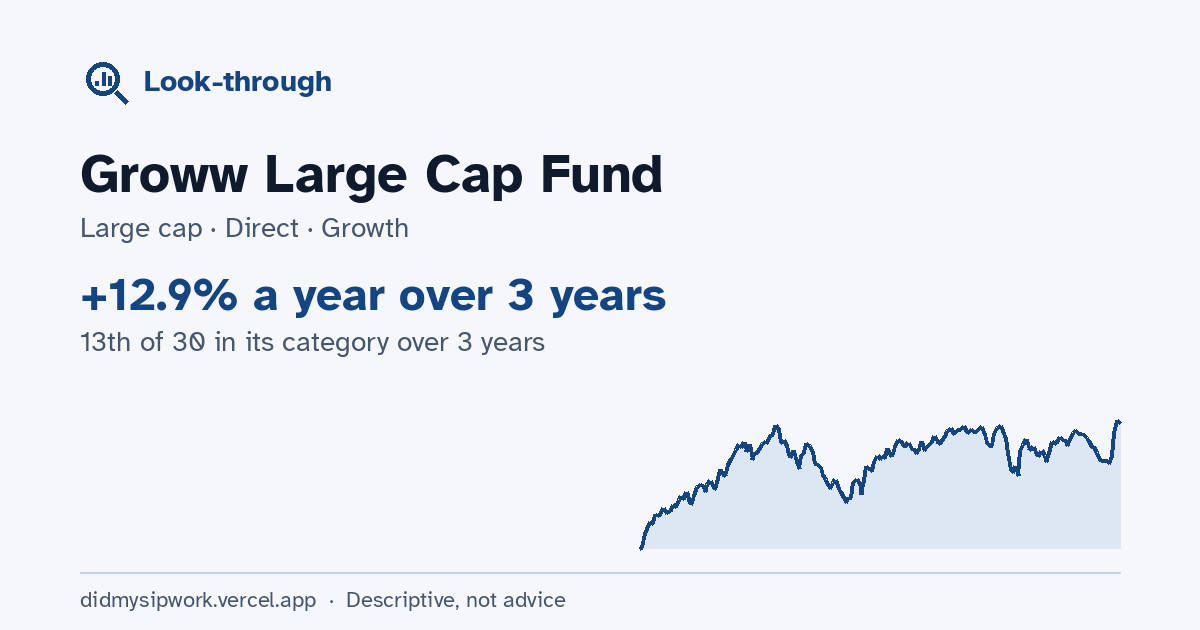 Look-through
Groww Large Cap Fund
Large cap · Direct · Growth
+12.9% a year over 3 years
13th of 30 in its category over 3 years
didmysipwork.vercel.app · Descriptive, not advice